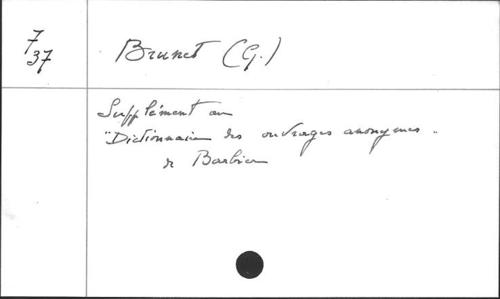 7
37
Brunet (G.)
Supplément au
"Dictionnaire des ouvrages anonymes"
de Barbier